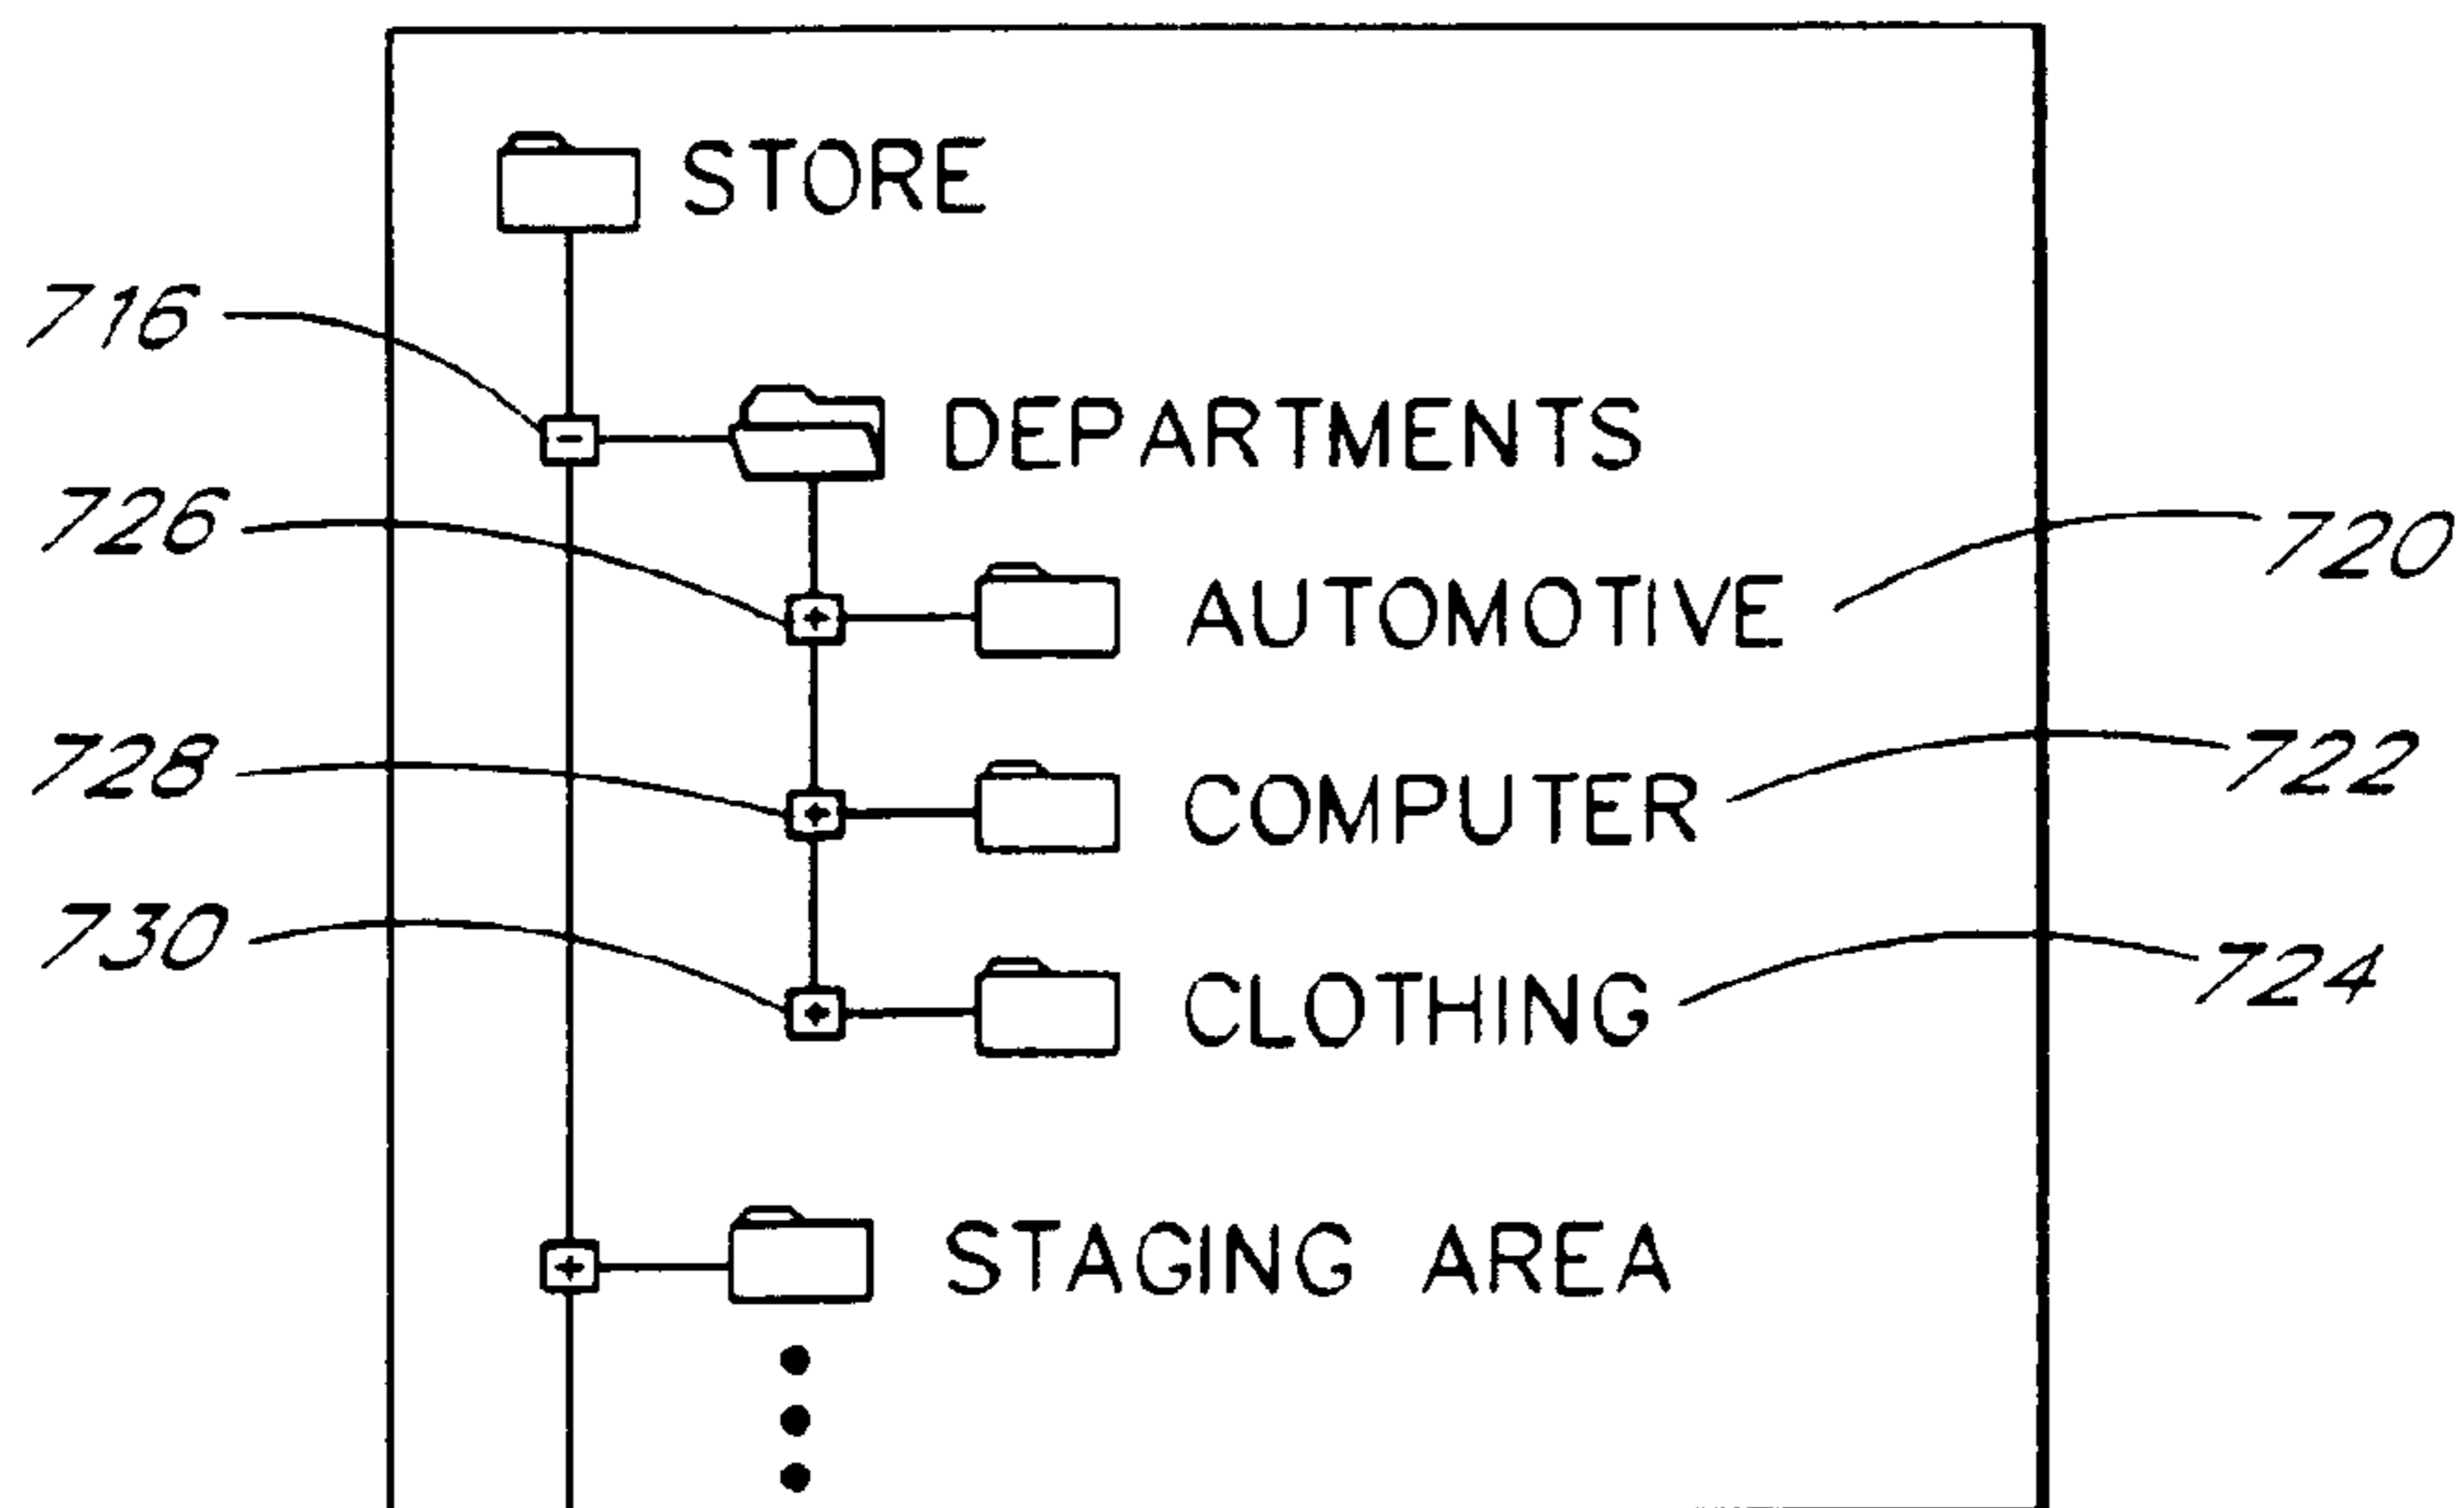 STORE
716
DEPARTMENTS
726
AUTOMOTIVE 720
728
COMPUTER 722
730
CLOTHING 724
STAGING AREA